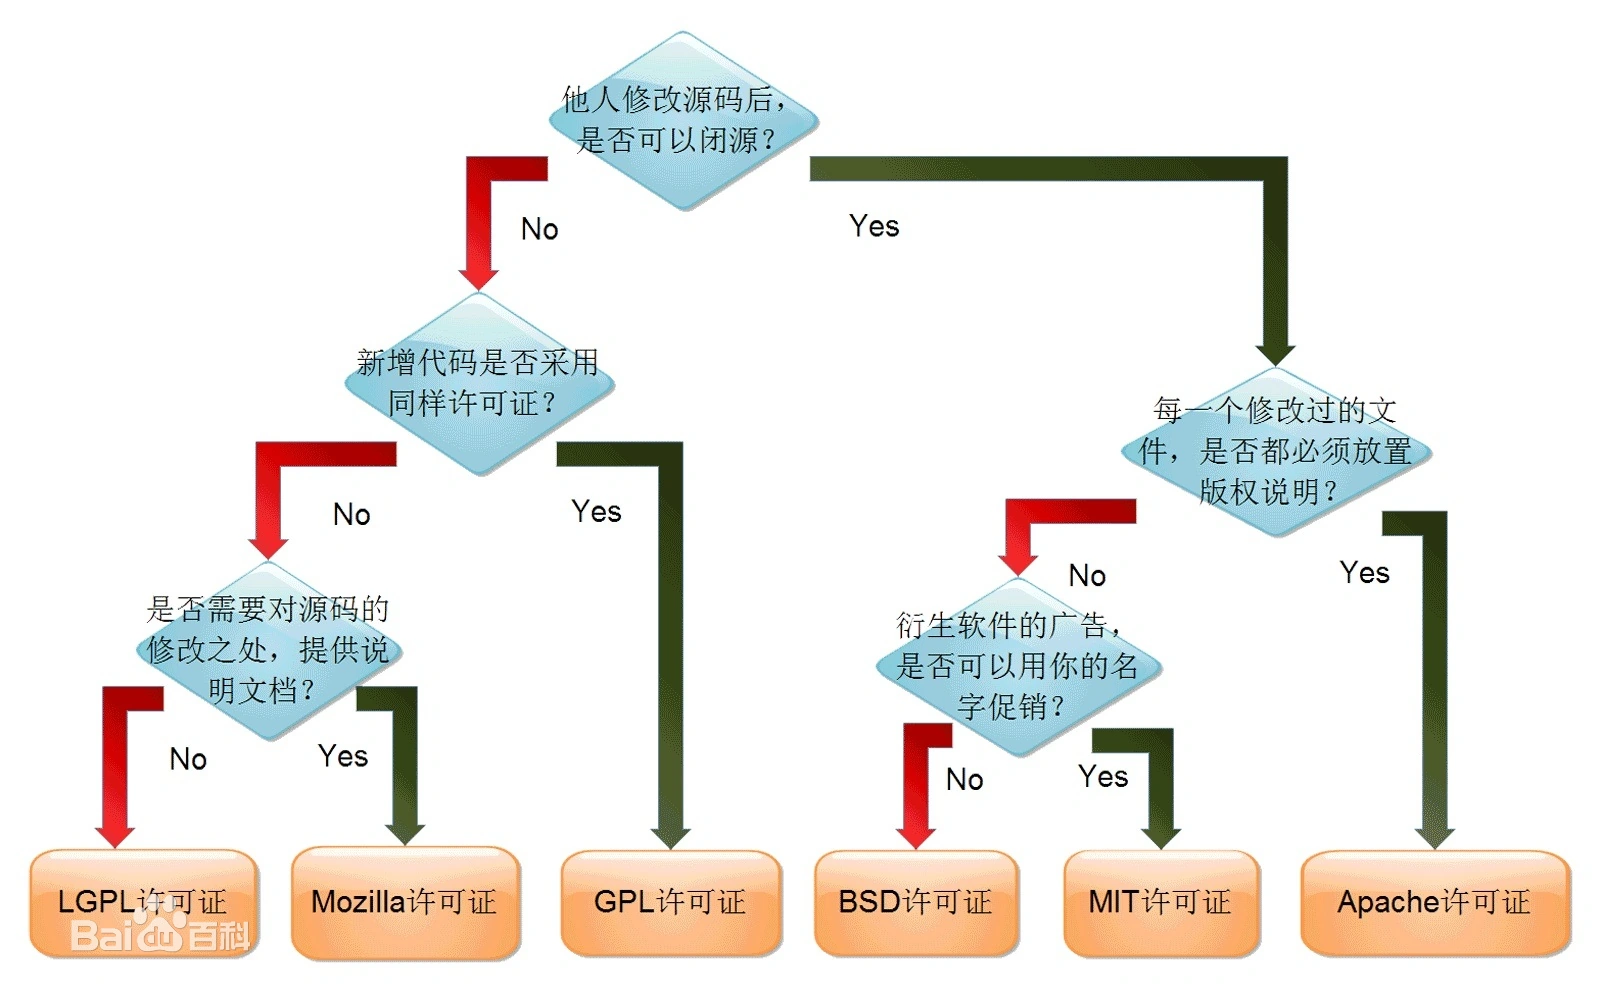 他人修改源码后，
是否可以闭源？
No
Yes
新增代码是否采用
同样许可证？
每一个修改过的文
件，是否都必须放置
版权说明？
No
Yes
No
Yes
是否需要对源码的
修改之处，提供说
明文档？
衍生软件的广告，
是否可以用你的名
字促销？
No
Yes
No
Yes
LGPL许可证
Mozilla许可证
GPL许可证
BSD许可证
MIT许可证
Apache许可证
Bai百科